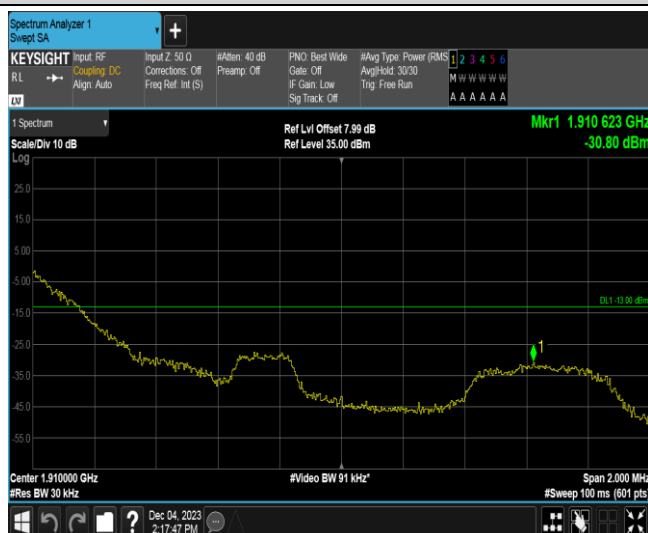 Spectrum Analyzer 1
Swept SA
+
KEYSIGHT Input: RF Input Z: 50 Ω #Atten: 40 dB PNO: Best Wide #Avg Type: Power (RMS 1 2 3 4 5 6
RL Coupling: DC Corrections: Off Preamp: Off Gate: Off Avg|Hold: 30/30 M W W W W W
Align: Auto Freq Ref: Int (S) IF Gain: Low Trig: Free Run
LXI Sig Track: Off A A A A A A
1 Spectrum Ref Lvl Offset 7.99 dB Mkr1 1.910 623 GHz
Scale/Div 10 dB Ref Level 35.00 dBm -30.80 dBm
Log
25.0
15.0
5.00
-5.00
DL1 -13.00 dBm
-15.0
-25.0
1
-35.0
-45.0
-55.0
Center 1.910000 GHz #Video BW 91 kHz* Span 2.000 MHz
#Res BW 30 kHz #Sweep 100 ms (601 pts)
? Dec 04, 2023
2:17:47 PM